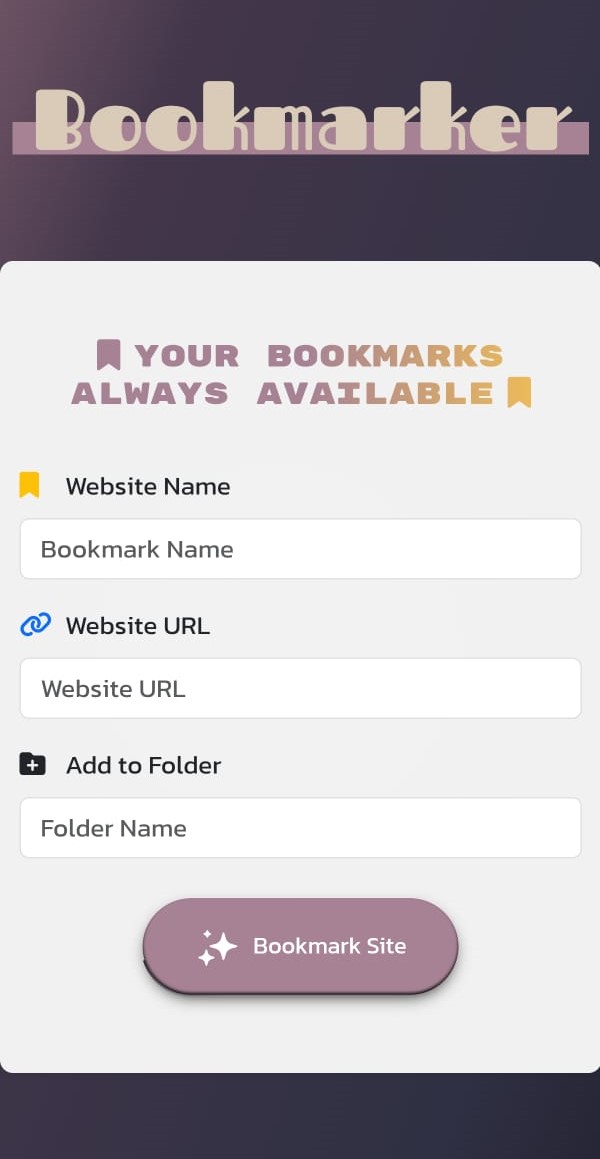 Bookmarker
YOUR BOOKMARKS
ALWAYS AVAILABLE
Website Name
Bookmark Name
Website URL
Website URL
Add to Folder
Folder Name
Bookmark Site